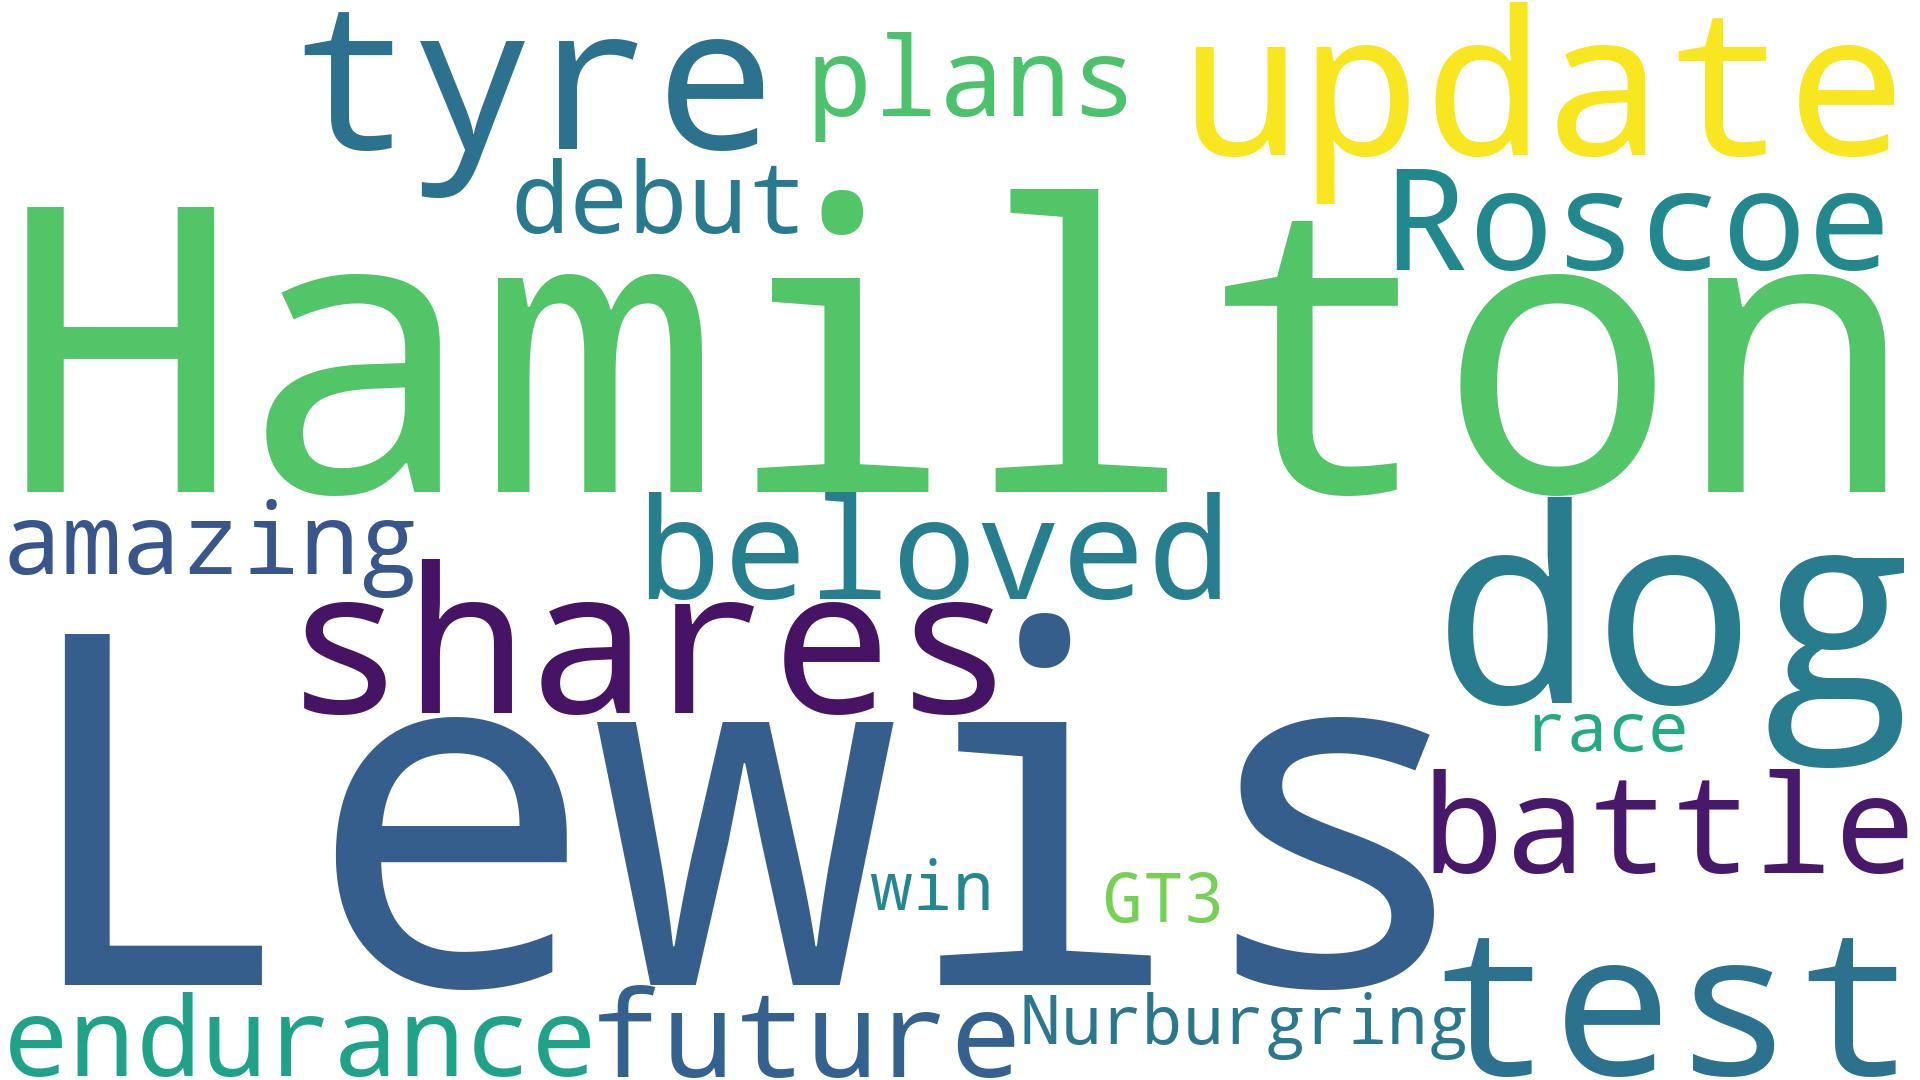 tyre plans update
debut Roscoe
Hamilton
amazing beloved dog
shares
race
Lewis battle
win GT3
endurance future Nurburgring test